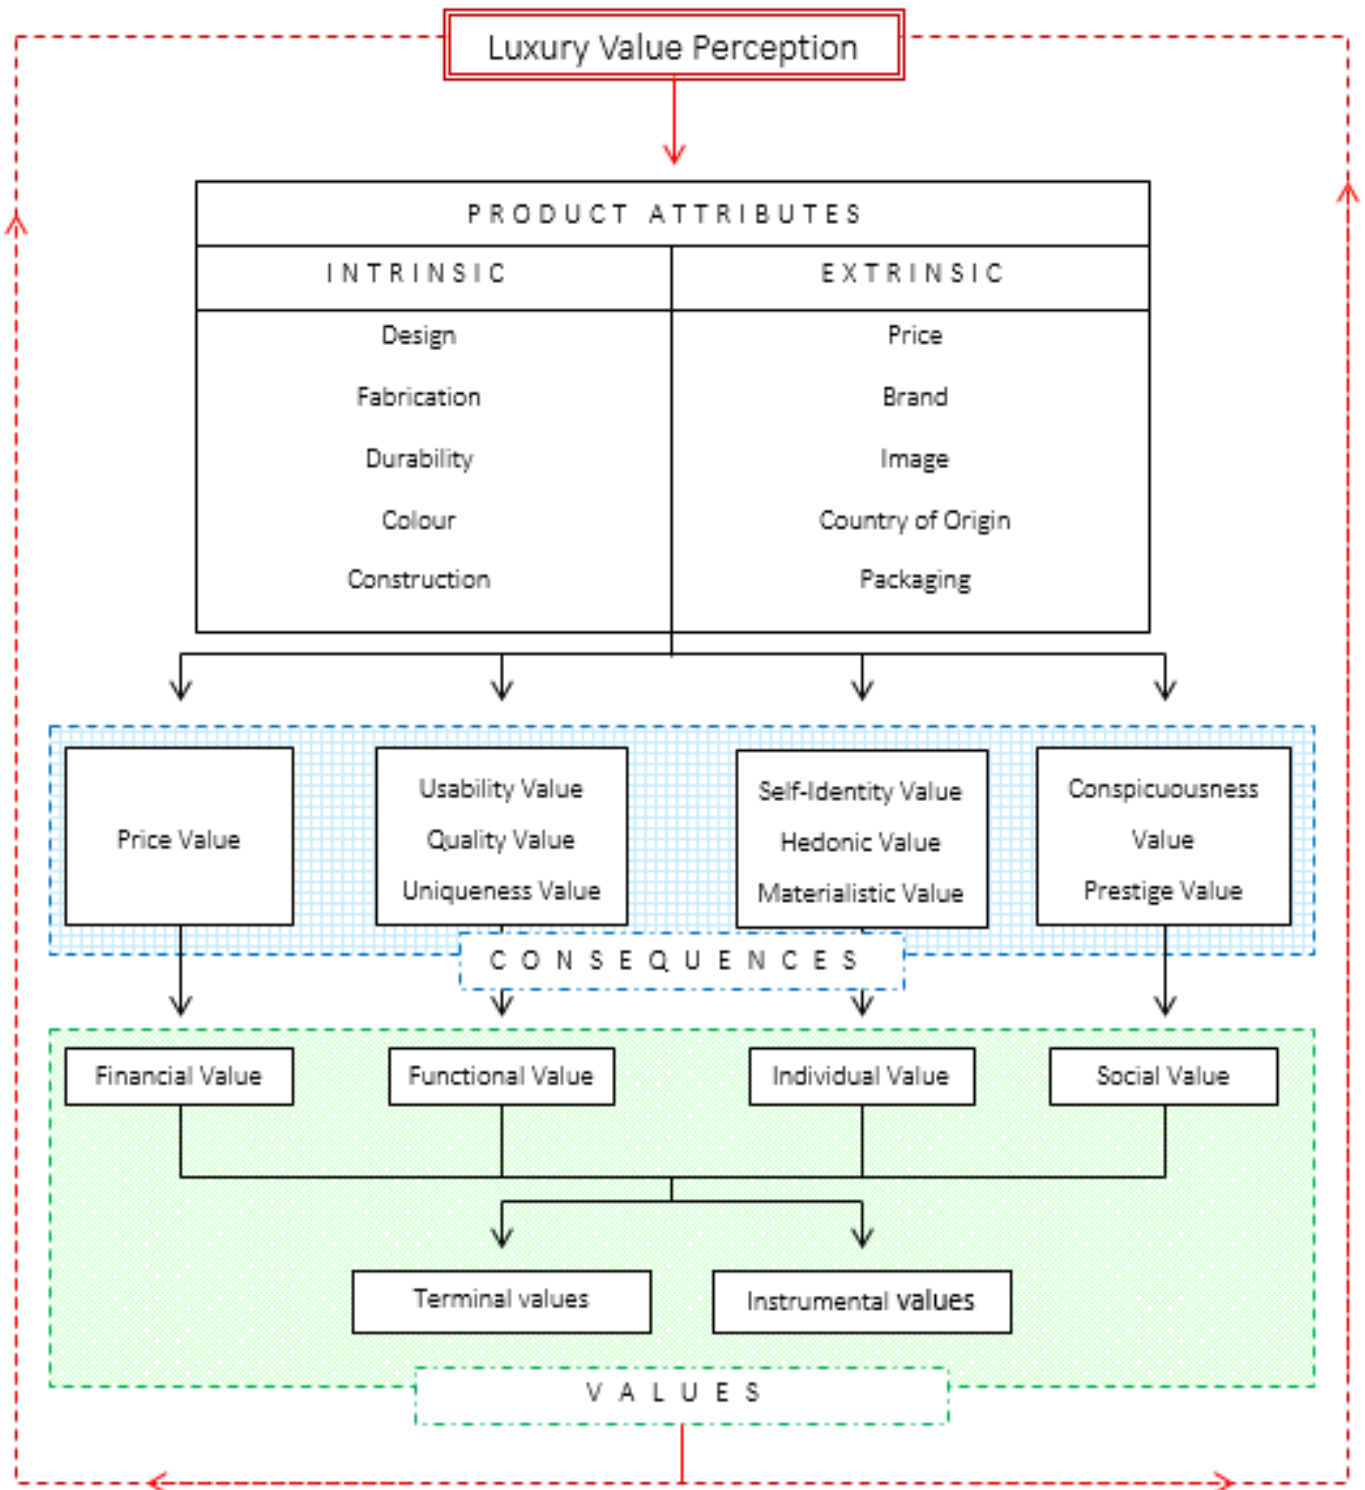 Luxury Value Perception
PRODUCT ATTRIBUTES
INTRINSIC
EXTRINSIC
Design
Price
Fabrication
Brand
Durability
Image
Colour
Country of Origin
Construction
Packaging
Price Value
Usability Value
Quality Value
Uniqueness Value
Self-Identity Value
Hedonic Value
Materialistic Value
Conspicuousness
Value
Prestige Value
CONSEQUENCES
Financial Value
Functional Value
Individual Value
Social Value
Terminal values
Instrumental values
VALUES